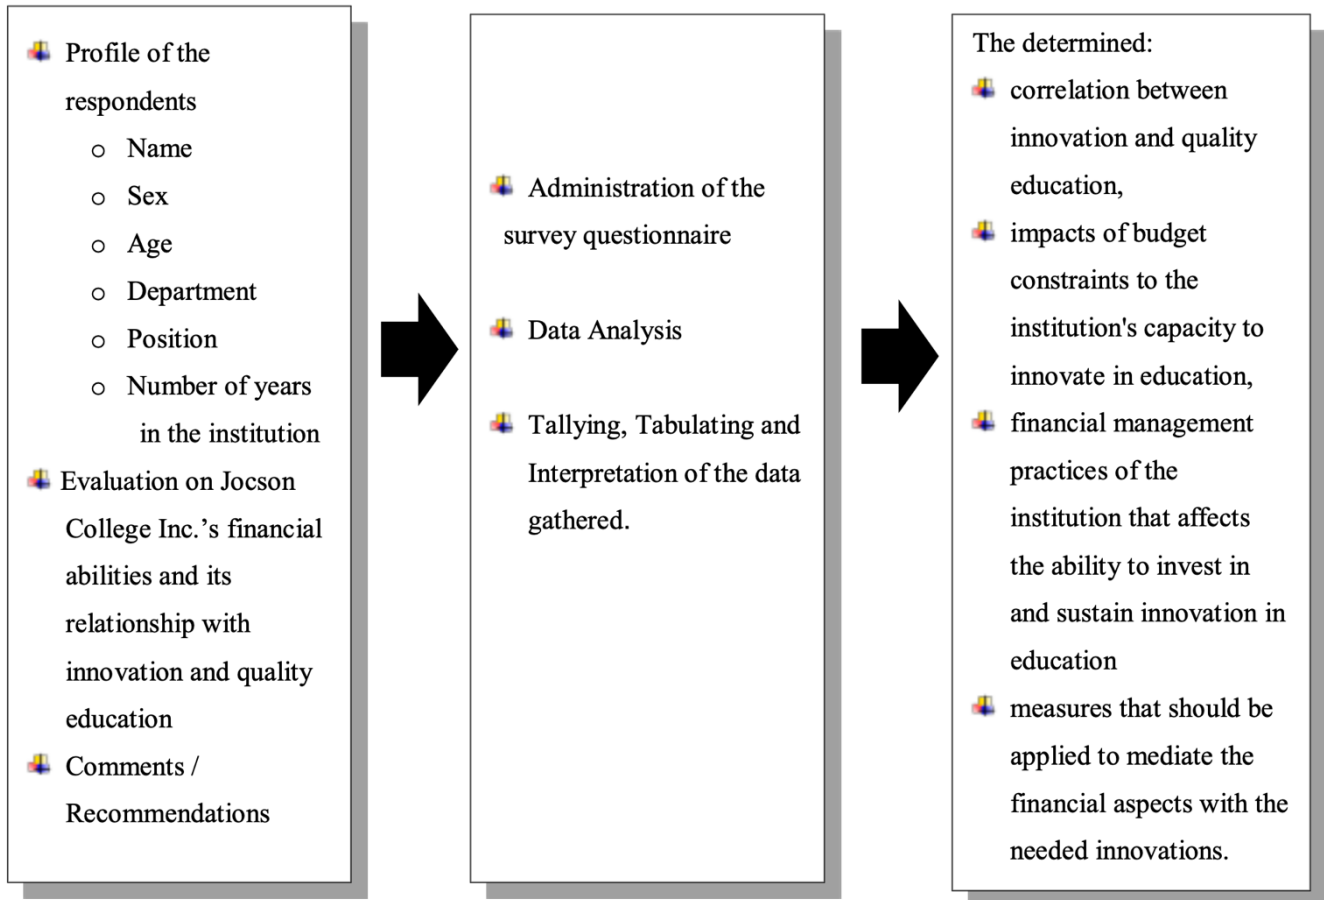 Profile of the
respondents
o Name
o Sex
o Age
o Department
o Position
o Number of years
in the institution
Evaluation on Jocson
College Inc.’s financial
abilities and its
relationship with
innovation and quality
education
Comments /
Recommendations
Administration of the
survey questionnaire
Data Analysis
Tallying, Tabulating and
Interpretation of the data
gathered.
The determined:
correlation between
innovation and quality
education,
impacts of budget
constraints to the
institution's capacity to
innovate in education,
financial management
practices of the
institution that affects
the ability to invest in
and sustain innovation in
education
measures that should be
applied to mediate the
financial aspects with the
needed innovations.